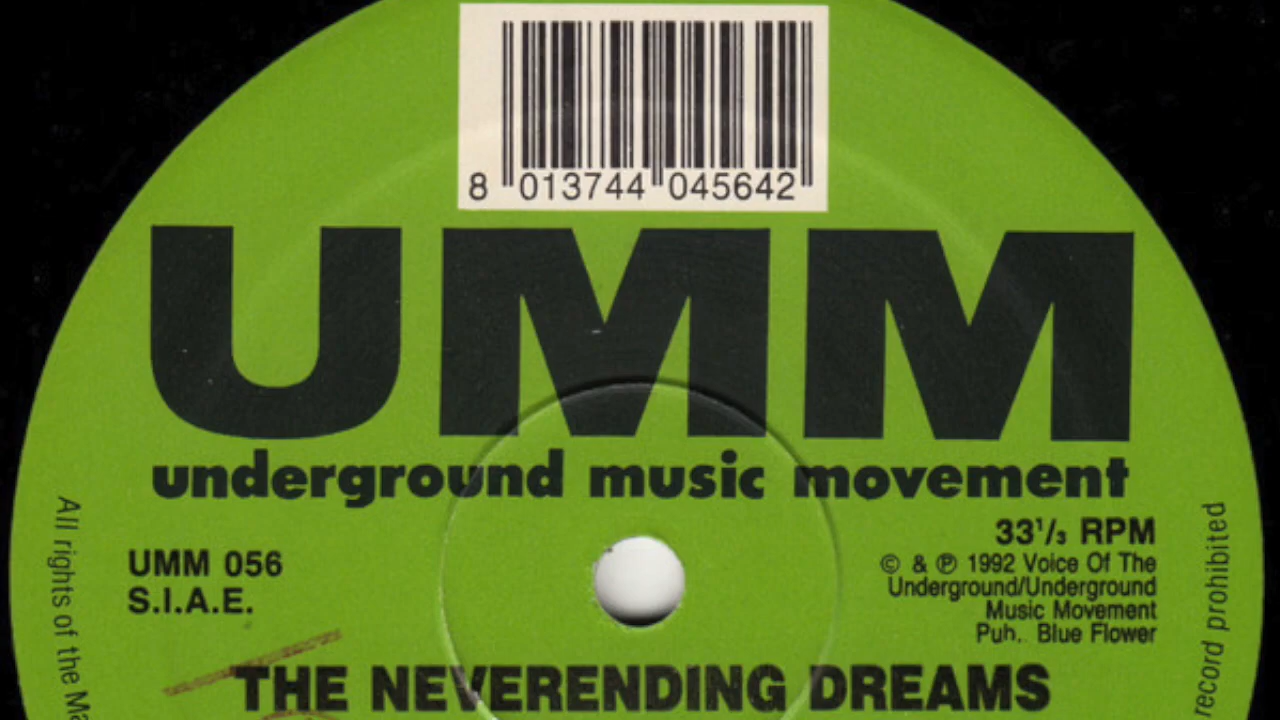 8 013744 045642
UMM
underground music movement
33¹/₃ RPM
© & ℗ 1992 Voice Of The
Underground/Underground
Music Movement
Puh. Blue Flower
UMM 056
S.I.A.E.
THE NEVERENDING DREAMS
All rights of the
record prohibited